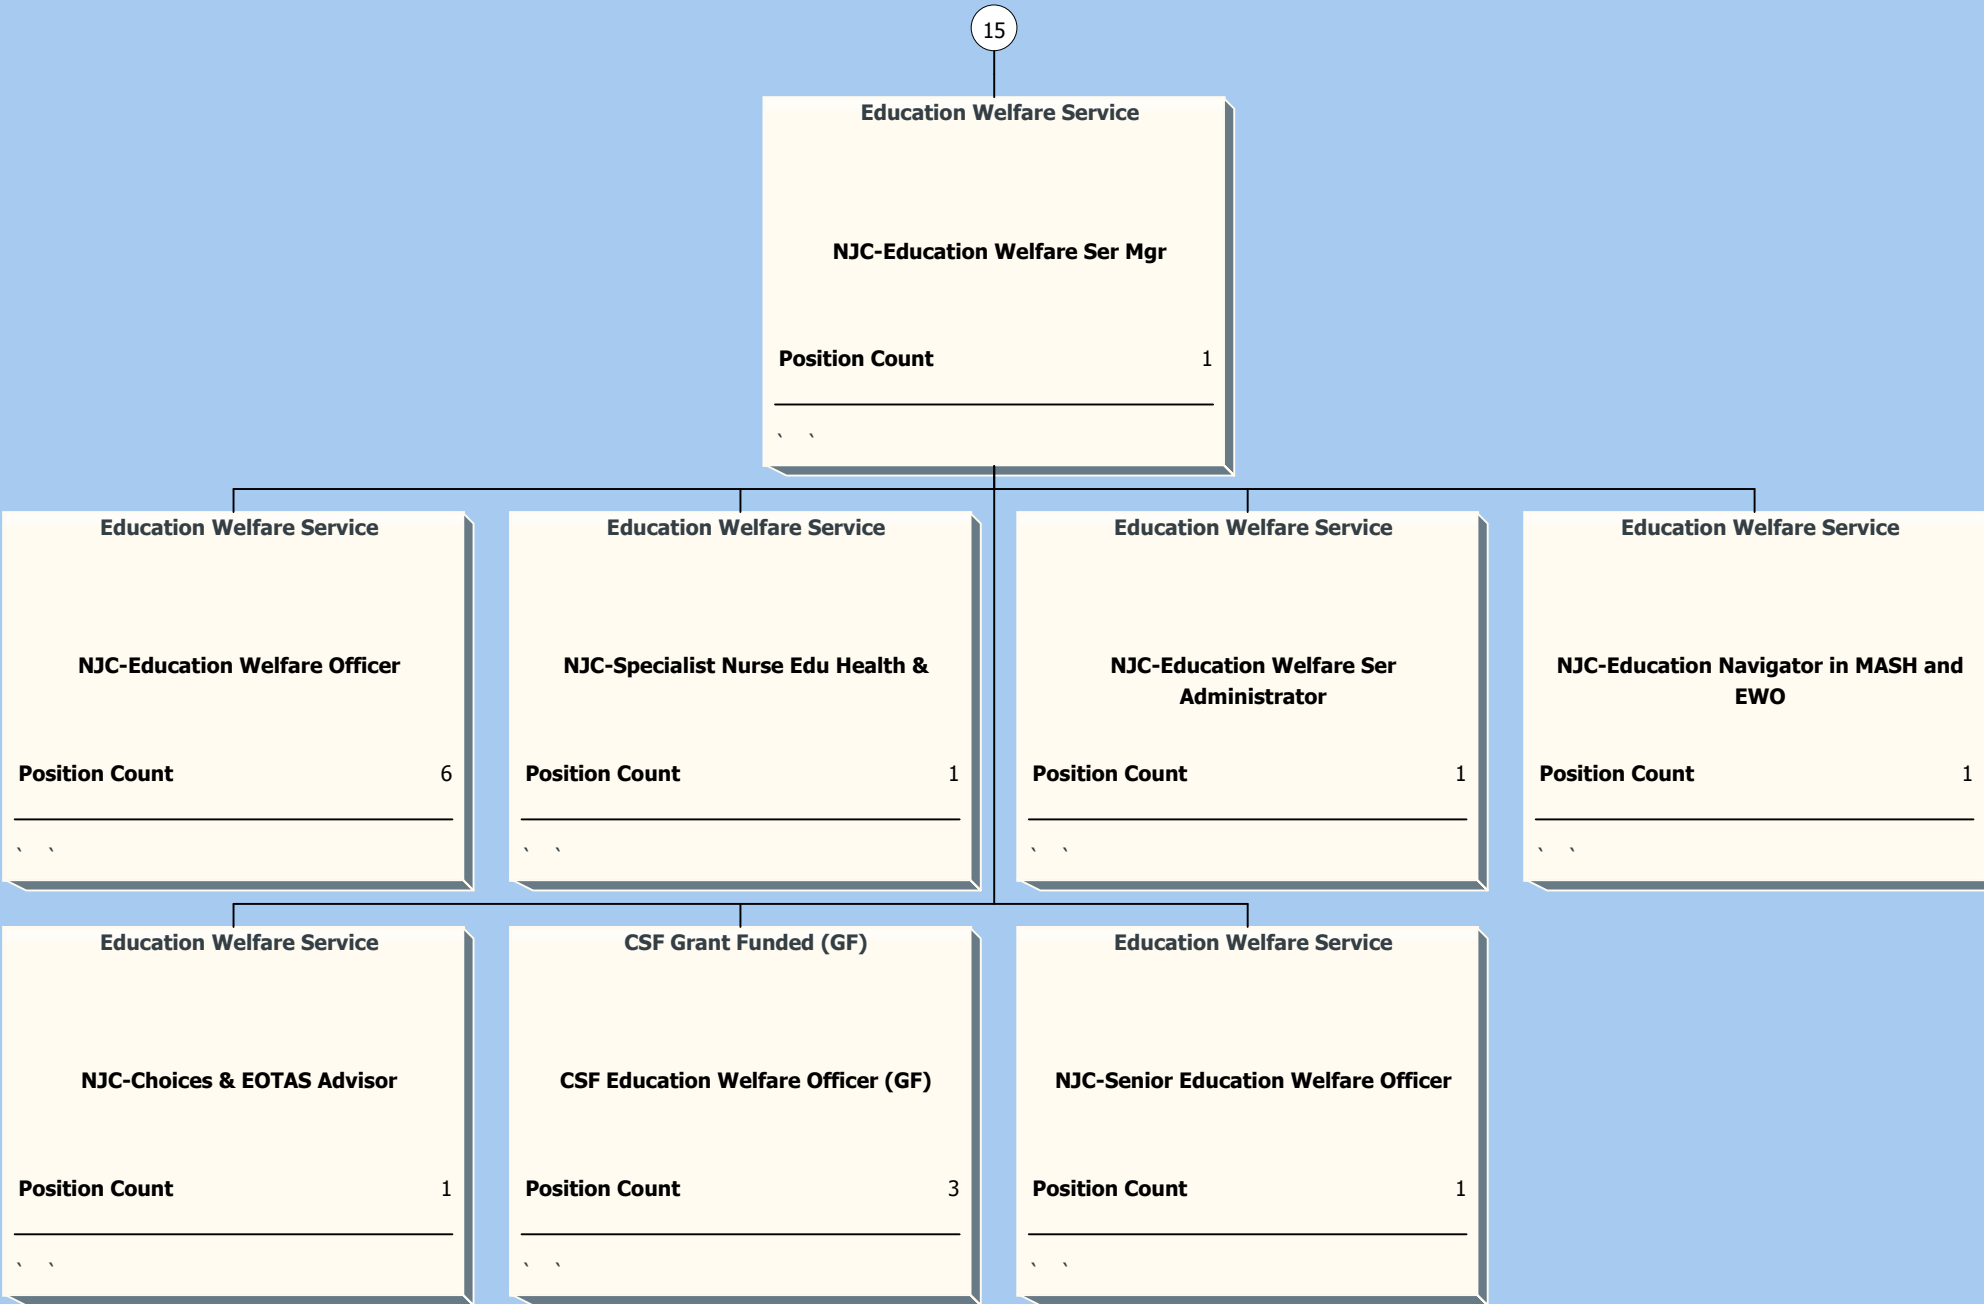 15
Education Welfare Service
NJC-Education Welfare Ser Mgr
Position Count 1
` `
Education Welfare Service
NJC-Education Welfare Officer
Position Count 6
` `
Education Welfare Service
NJC-Specialist Nurse Edu Health &
Position Count 1
` `
Education Welfare Service
NJC-Education Welfare Ser
Administrator
Position Count 1
` `
Education Welfare Service
NJC-Education Navigator in MASH and
EWO
Position Count 1
` `
Education Welfare Service
NJC-Choices & EOTAS Advisor
Position Count 1
` `
CSF Grant Funded (GF)
CSF Education Welfare Officer (GF)
Position Count 3
` `
Education Welfare Service
NJC-Senior Education Welfare Officer
Position Count 1
` `